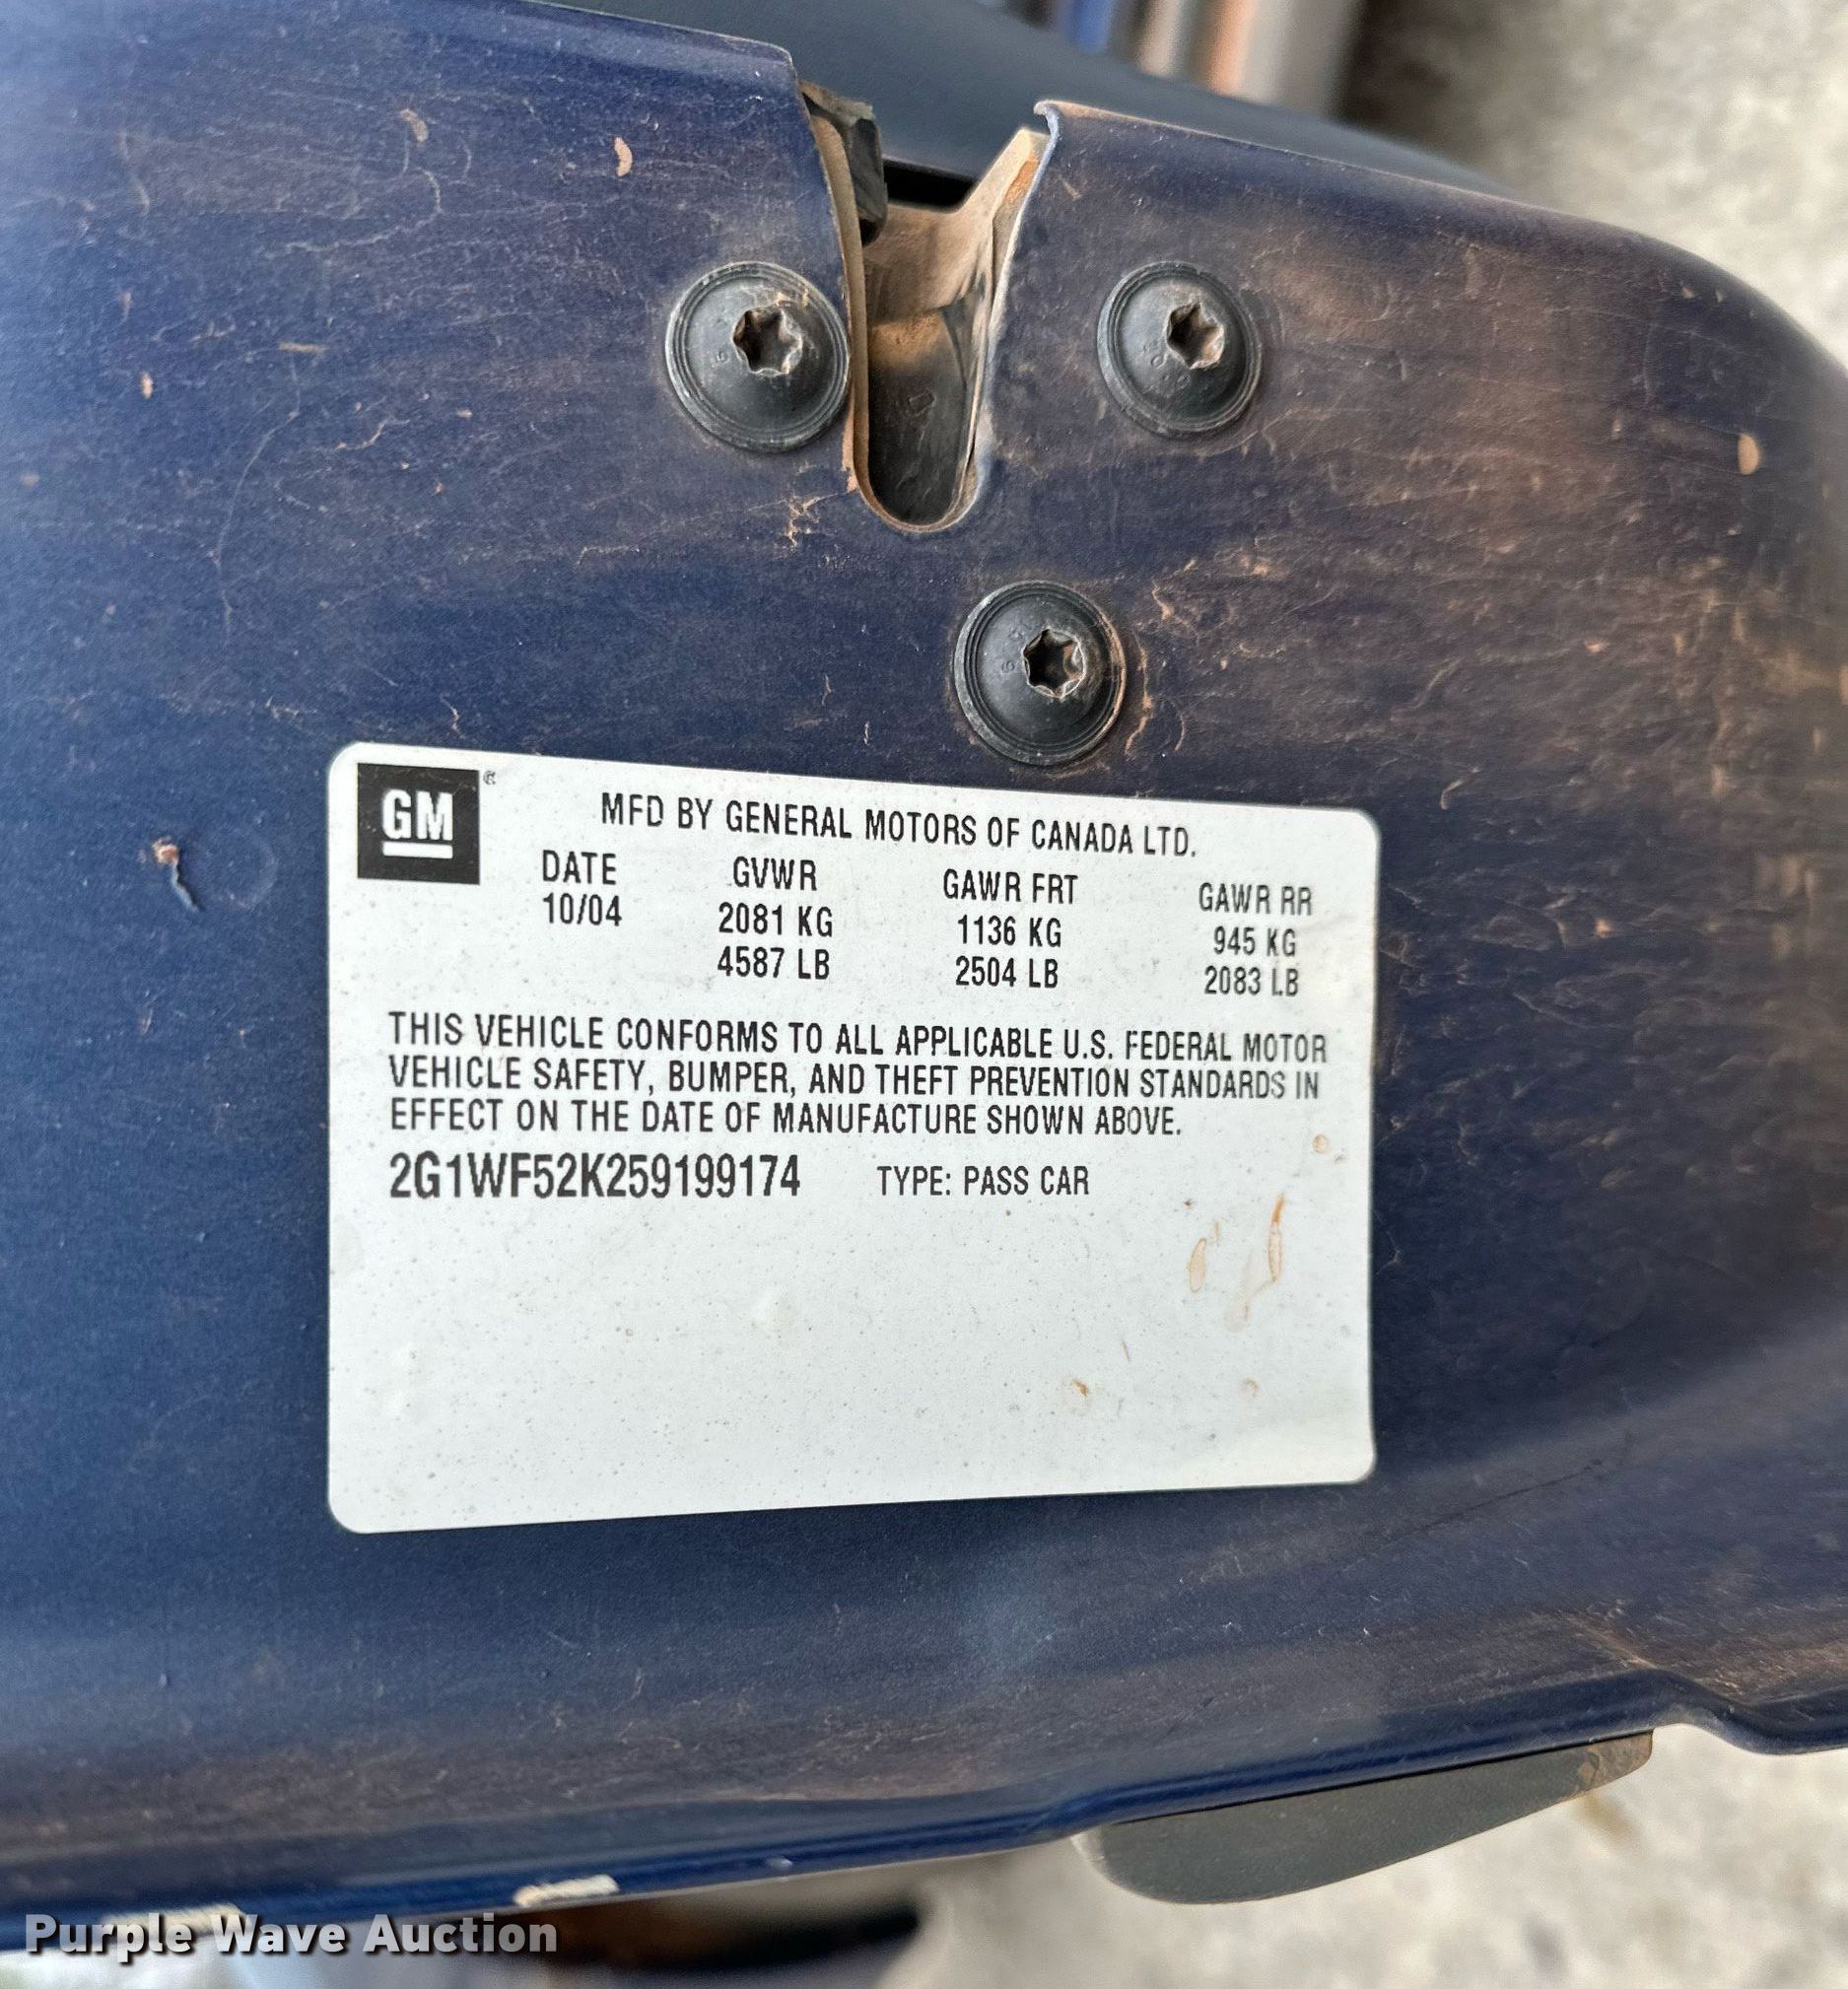 GM
MFD BY GENERAL MOTORS OF CANADA LTD.
DATE GVWR GAWR FRT GAWR RR
10/04 2081 KG 1136 KG 945 KG
4587 LB 2504 LB 2083 LB
THIS VEHICLE CONFORMS TO ALL APPLICABLE U.S. FEDERAL MOTOR
VEHICLE SAFETY, BUMPER, AND THEFT PREVENTION STANDARDS IN
EFFECT ON THE DATE OF MANUFACTURE SHOWN ABOVE.
2G1WF52K259199174 TYPE: PASS CAR
Purple Wave Auction